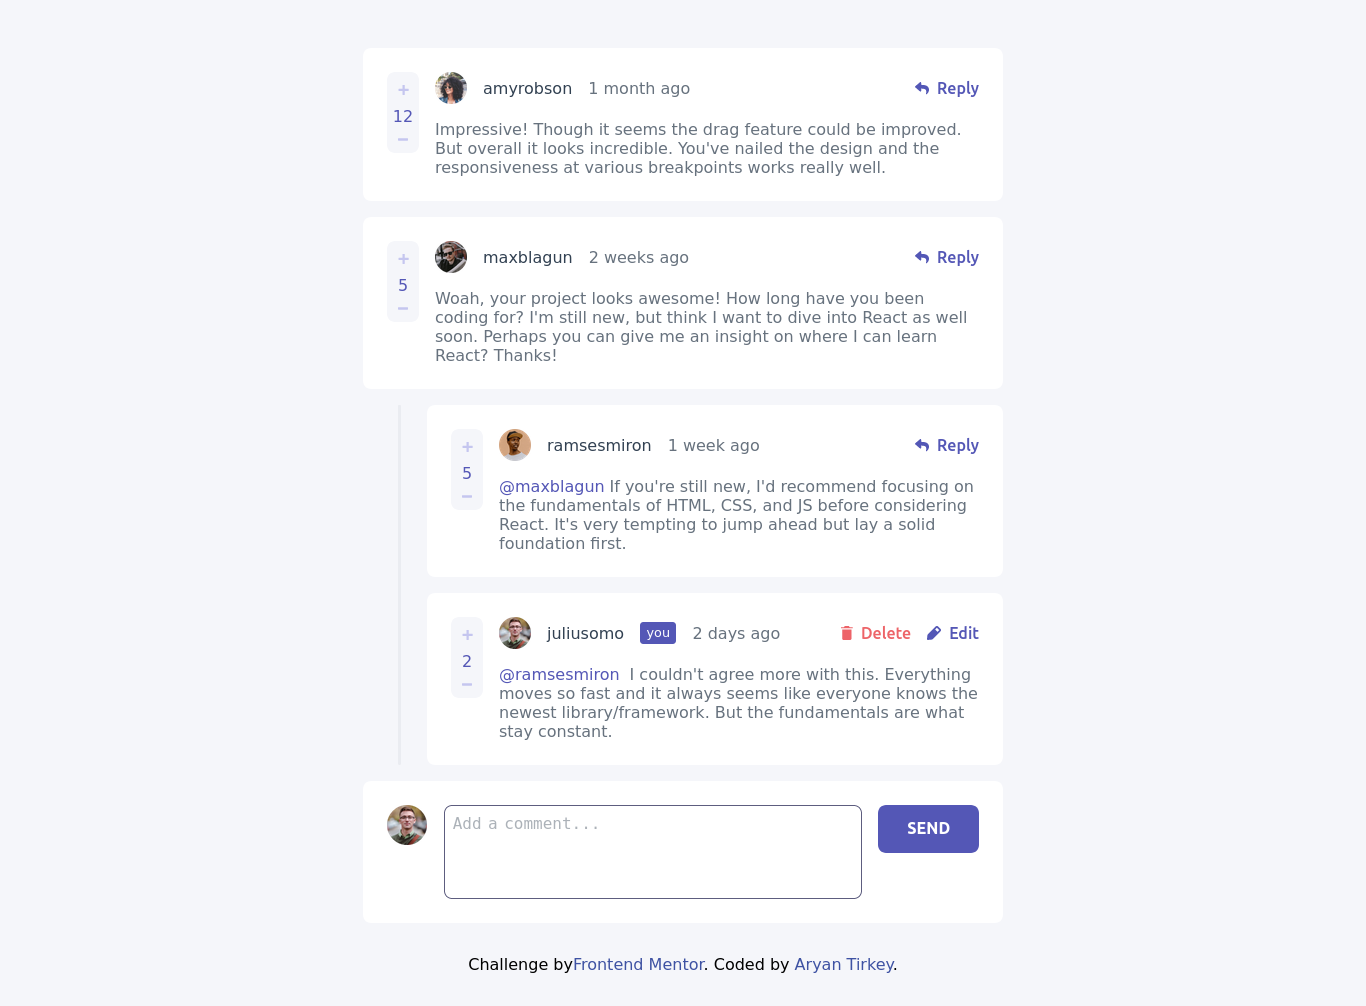 +
amyrobson 1 month ago Reply
12
−
Impressive! Though it seems the drag feature could be improved.
But overall it looks incredible. You've nailed the design and the
responsiveness at various breakpoints works really well.
+
maxblagun 2 weeks ago Reply
5
−
Woah, your project looks awesome! How long have you been
coding for? I'm still new, but think I want to dive into React as well
soon. Perhaps you can give me an insight on where I can learn
React? Thanks!
+
ramsesmiron 1 week ago Reply
5
−
@maxblagun If you're still new, I'd recommend focusing on
the fundamentals of HTML, CSS, and JS before considering
React. It's very tempting to jump ahead but lay a solid
foundation first.
+
juliusomo you 2 days ago Delete Edit
2
−
@ramsesmiron I couldn't agree more with this. Everything
moves so fast and it always seems like everyone knows the
newest library/framework. But the fundamentals are what
stay constant.
Add a comment...
SEND
Challenge byFrontend Mentor. Coded by Aryan Tirkey.